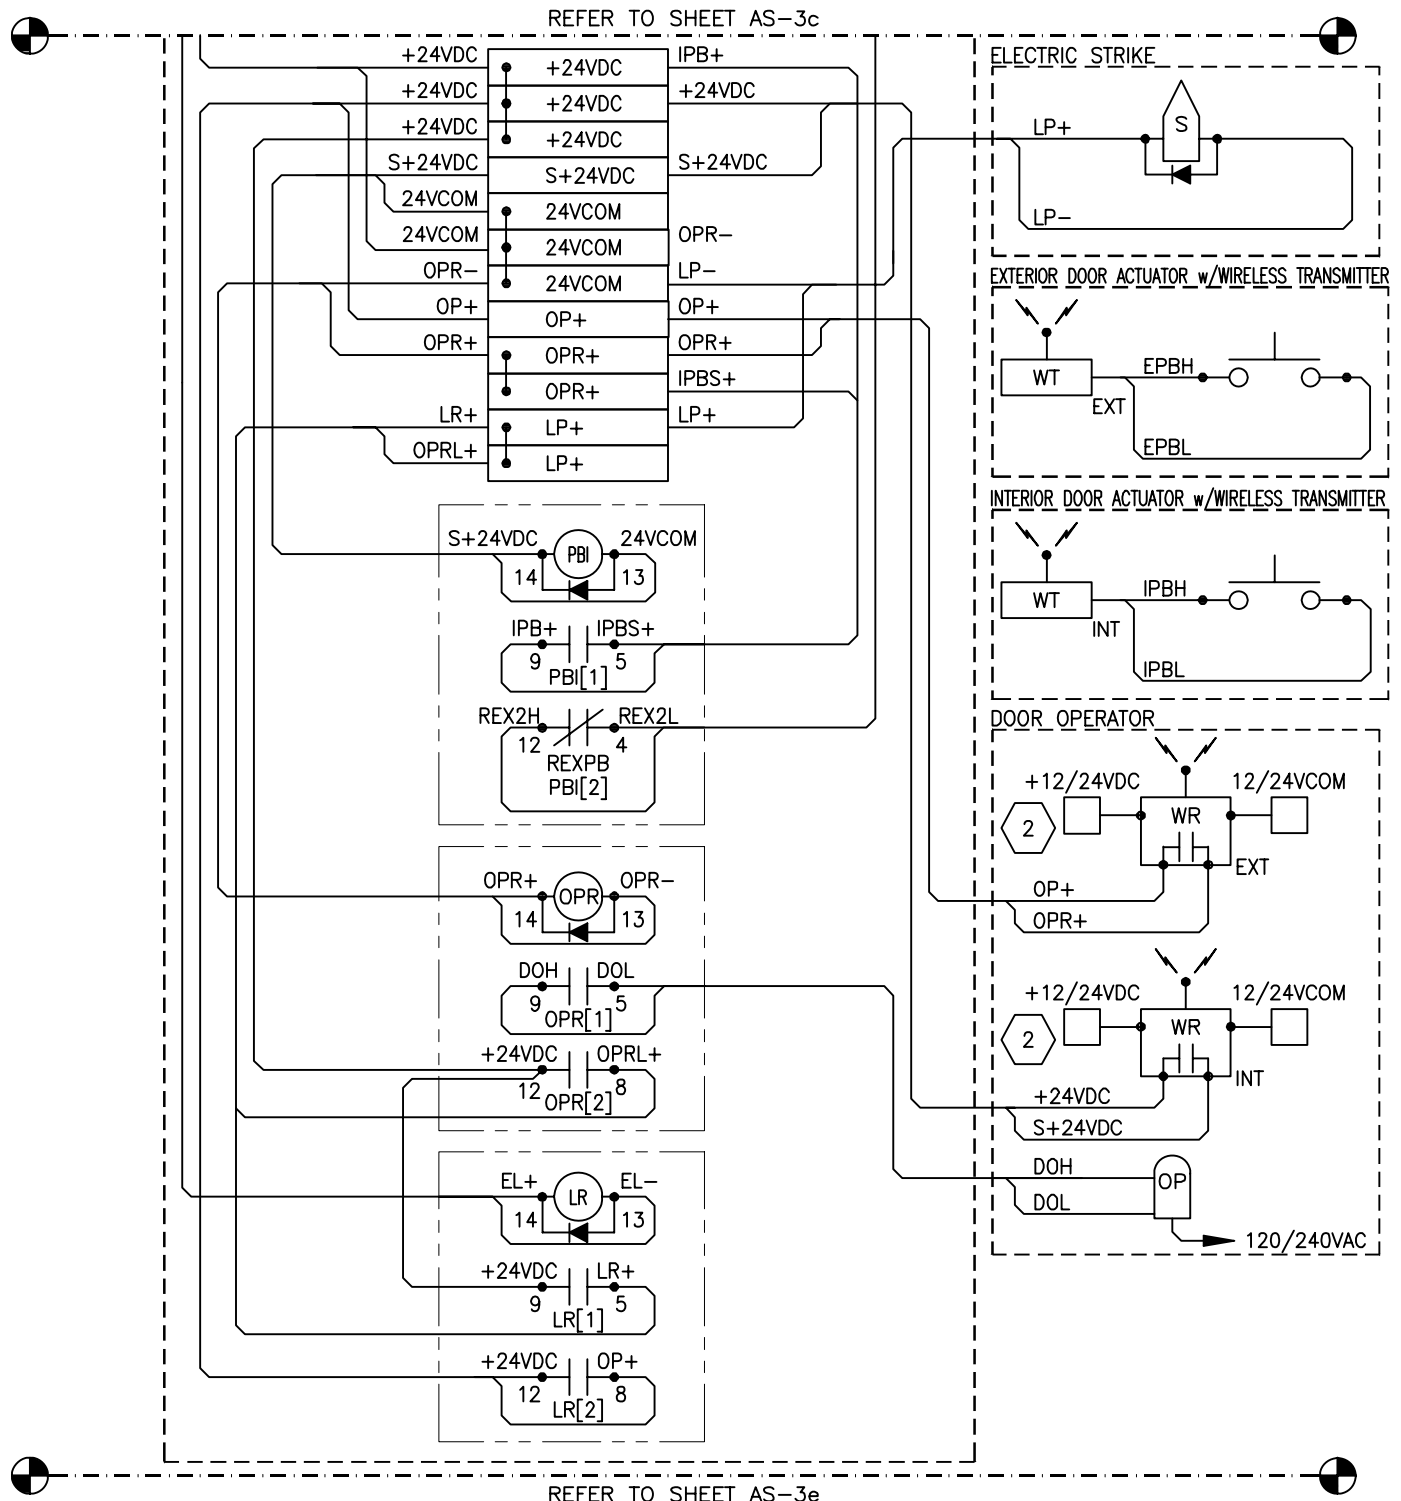 REFER TO SHEET AS-3c
+24VDC
+24VDC
+24VDC
S+24VDC
24VCOM
24VCOM
OPR-
OP+
OPR+
LR+
OPRL+
+24VDC
+24VDC
+24VDC
S+24VDC
24VCOM
24VCOM
24VCOM
OP+
OPR+
OPR+
LP+
LP+
IPB+
+24VDC
S+24VDC
OPR-
LP-
OP+
OPR+
IPBS+
LP+
S+24VDC PBI 24VCOM
14 13
IPB+ IPBS+
9 5
PBI[1]
REX2H REX2L
12 4
REXPB
PBI[2]
OPR+ OPR OPR-
14 13
DOH DOL
9 5
OPR[1]
+24VDC OPRL+
12 8
OPR[2]
EL+ LR EL-
14 13
+24VDC LR+
9 5
LR[1]
+24VDC OP+
12 8
LR[2]
ELECTRIC STRIKE
S
LP+
LP-
EXTERIOR DOOR ACTUATOR w/WIRELESS TRANSMITTER
WT
EPBH
EXT
EPBL
INTERIOR DOOR ACTUATOR w/WIRELESS TRANSMITTER
WT
IPBH
INT
IPBL
DOOR OPERATOR
+12/24VDC 12/24VCOM
2
WR
EXT
OP+
OPR+
+12/24VDC 12/24VCOM
2
WR
INT
+24VDC
S+24VDC
DOH
OP
DOL
120/240VAC
REFER TO SHEET AS-3e